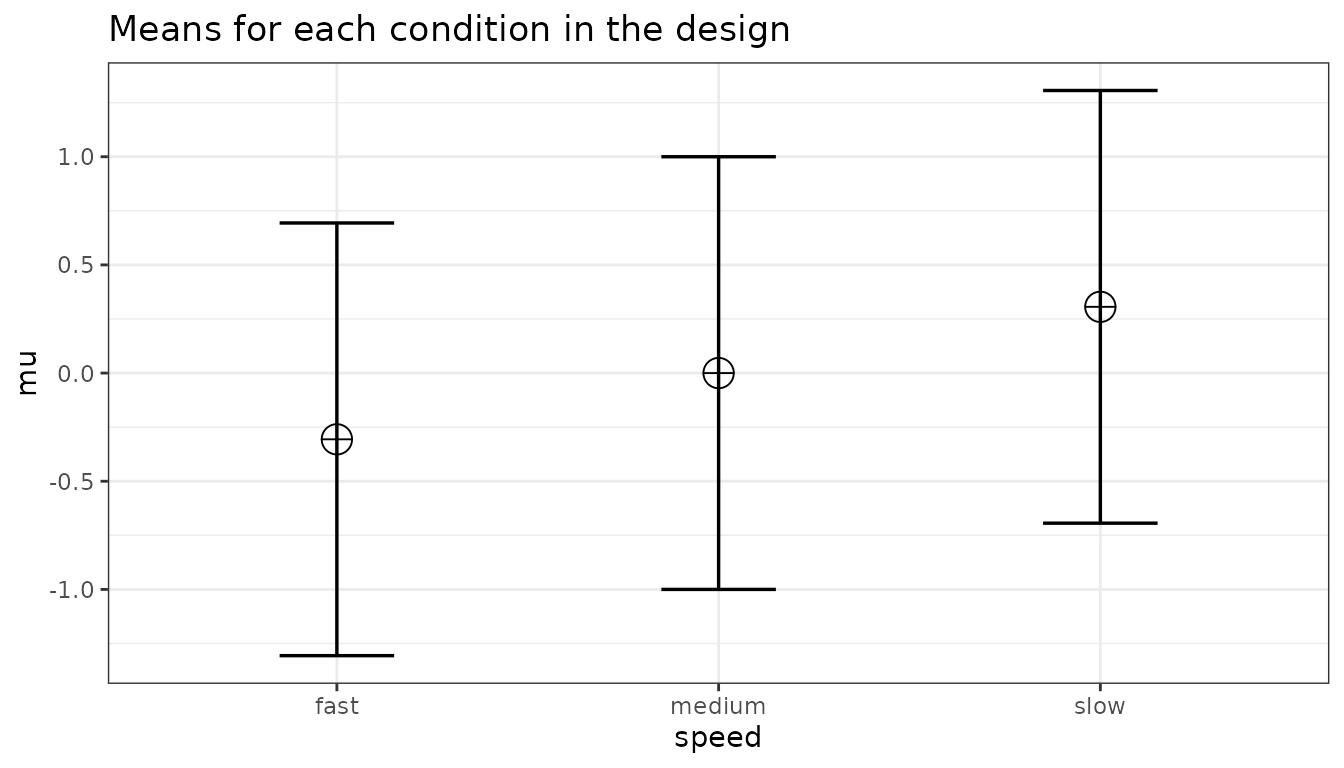 Means for each condition in the design
mu
1.0
0.5
0.0
-0.5
-1.0
fast
medium
slow
speed